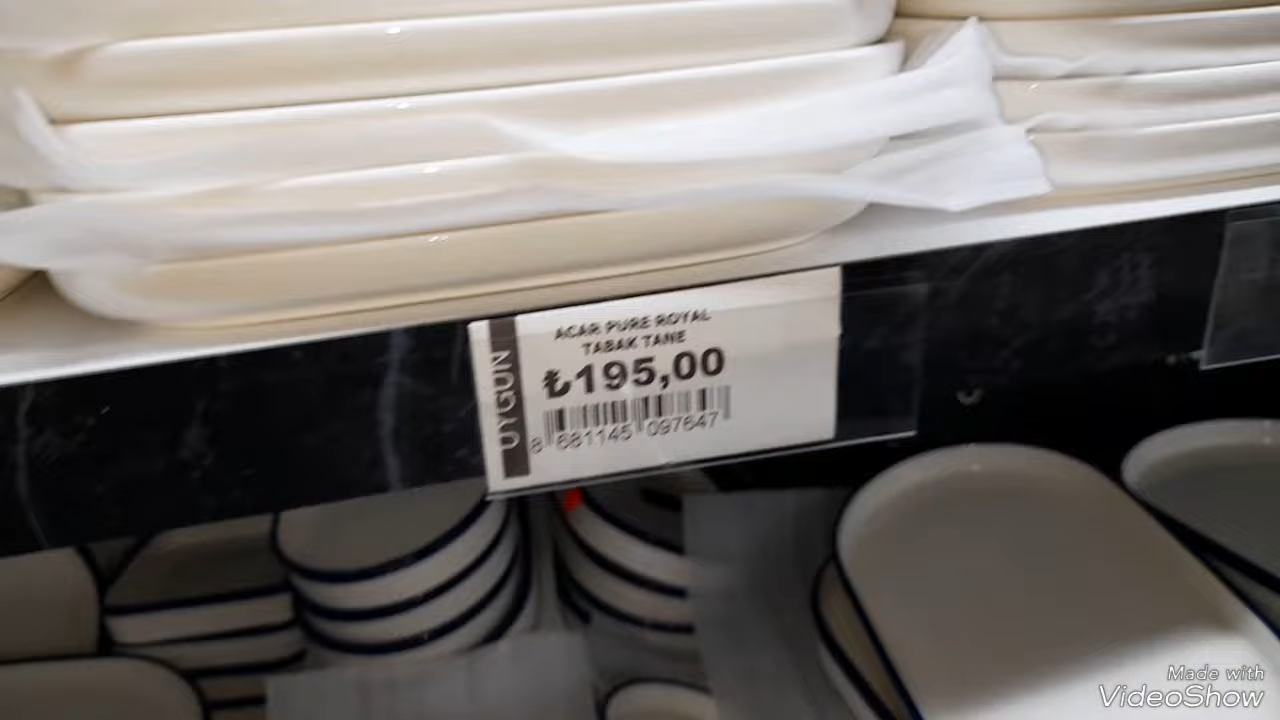 UYGUN
ACAR PURE ROYAL
TABAK TANE
₺195,00
8 681145 097647
Made with
VideoShow